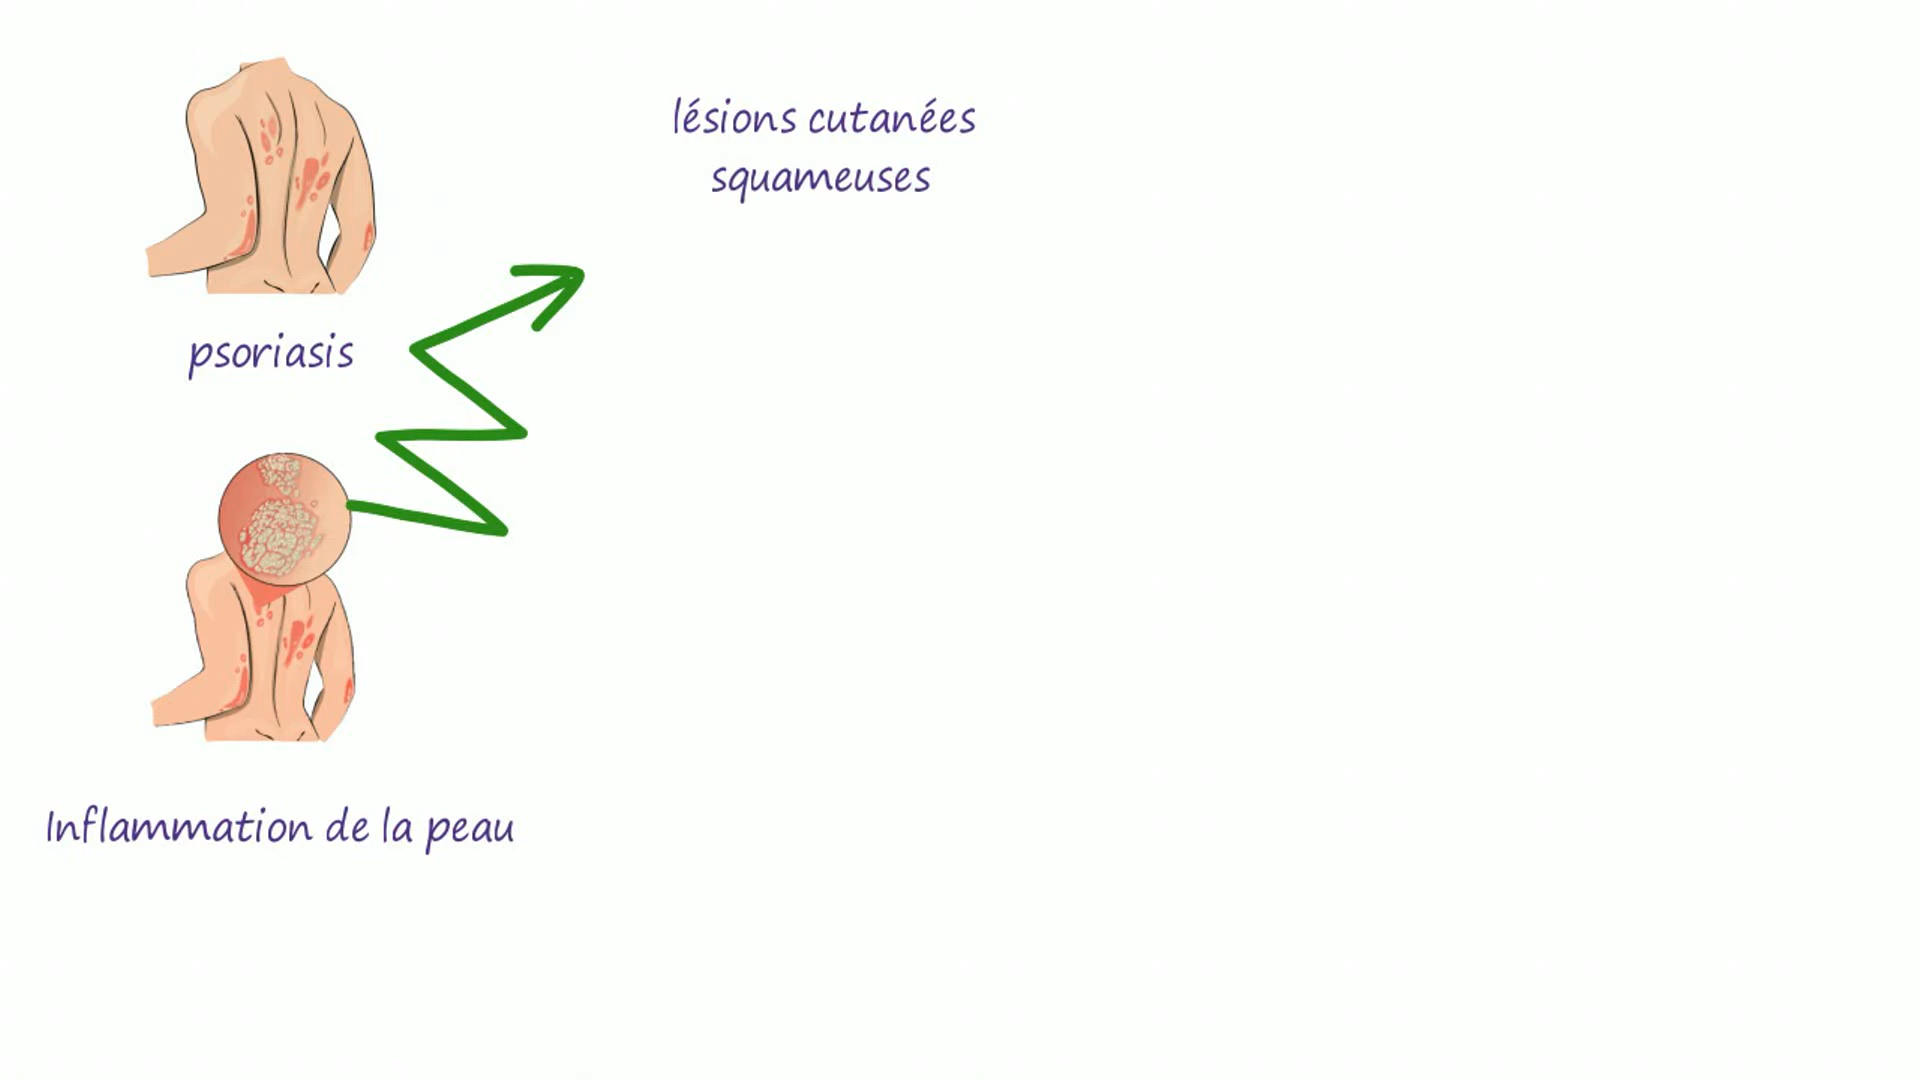 lésions cutanées
squameuses
psoriasis
Inflammation de la peau